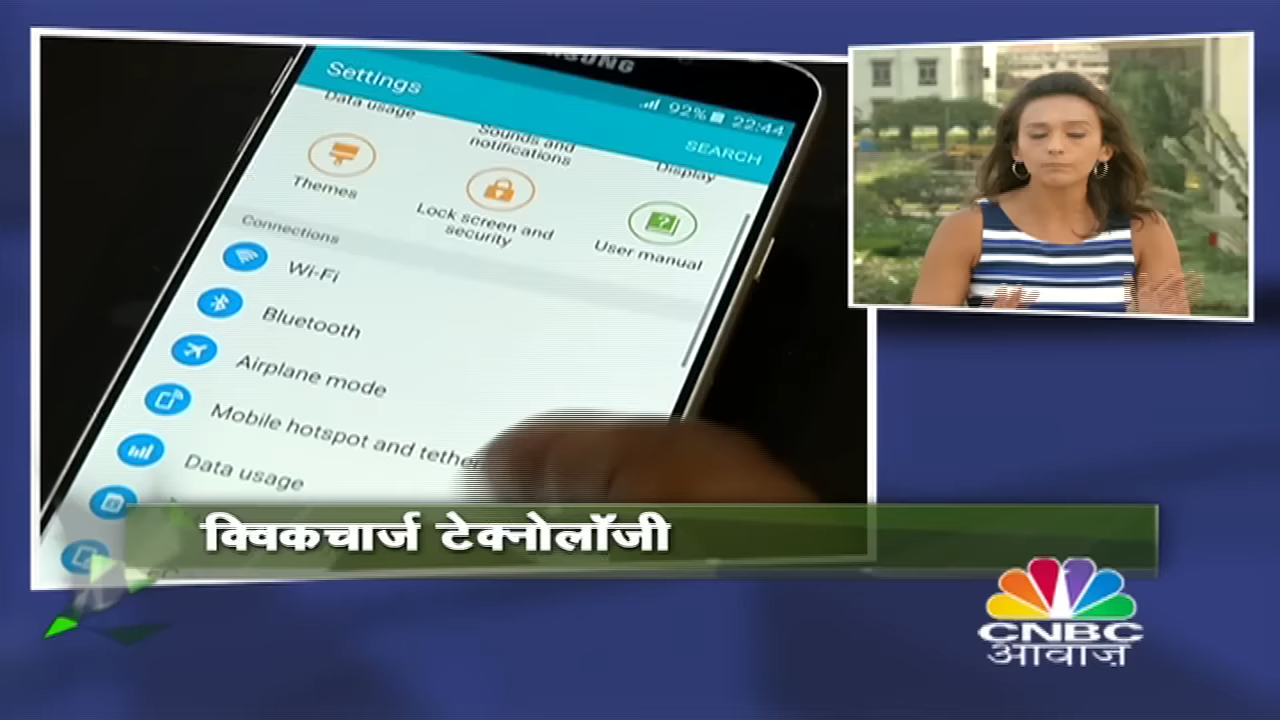 Settings
92% 22:44
SEARCH
Data usage
Sounds and
notifications
Display
Themes
Lock screen and
security
User manual
Connections
Wi-Fi
Bluetooth
Airplane mode
Mobile hotspot and
Data usage
क्विकचार्ज टेक्नोलॉजी
CNBC
आवाज़